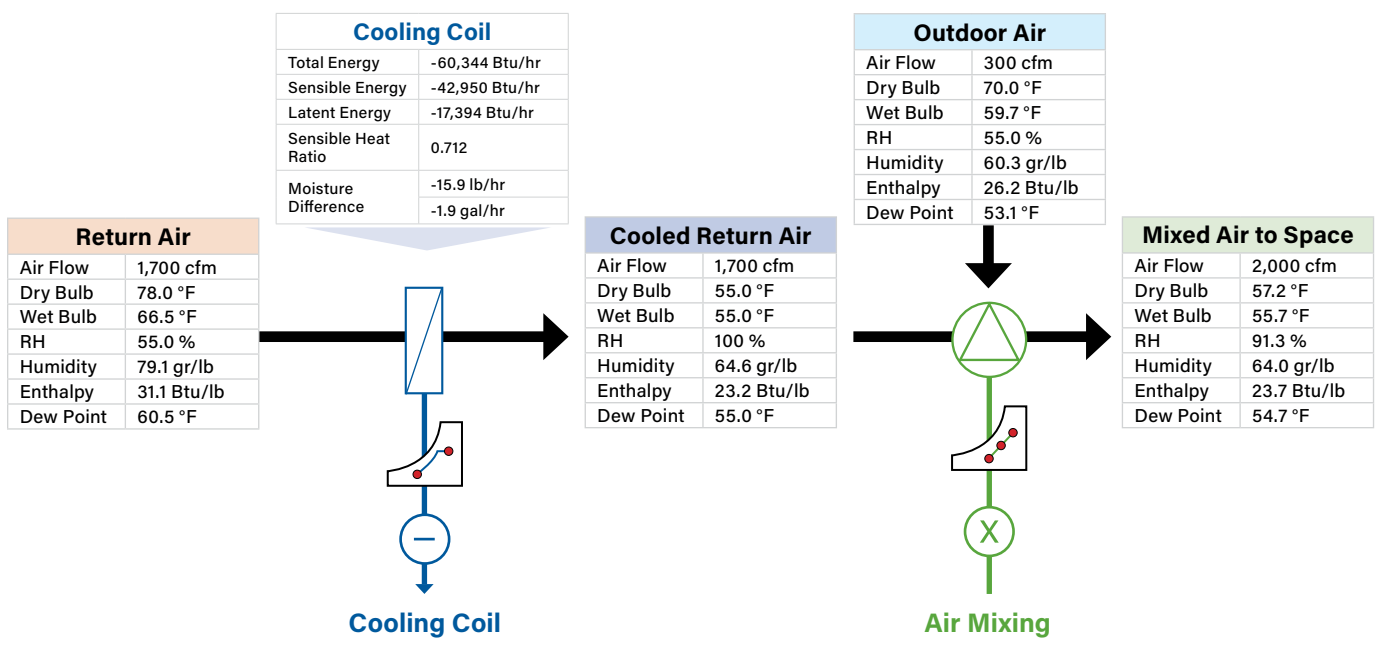 Cooling Coil
Total Energy -60,344 Btu/hr
Sensible Energy -42,950 Btu/hr
Latent Energy -17,394 Btu/hr
Sensible Heat
Ratio
0.712
Moisture
Difference
-15.9 lb/hr
-1.9 gal/hr
Outdoor Air
Air Flow 300 cfm
Dry Bulb 70.0 °F
Wet Bulb 59.7 °F
RH 55.0 %
Humidity 60.3 gr/lb
Enthalpy 26.2 Btu/lb
Dew Point 53.1 °F
Return Air
Air Flow 1,700 cfm
Dry Bulb 78.0 °F
Wet Bulb 66.5 °F
RH 55.0 %
Humidity 79.1 gr/lb
Enthalpy 31.1 Btu/lb
Dew Point 60.5 °F
Cooled Return Air
Air Flow 1,700 cfm
Dry Bulb 55.0 °F
Wet Bulb 55.0 °F
RH 100 %
Humidity 64.6 gr/lb
Enthalpy 23.2 Btu/lb
Dew Point 55.0 °F
Mixed Air to Space
Air Flow 2,000 cfm
Dry Bulb 57.2 °F
Wet Bulb 55.7 °F
RH 91.3 %
Humidity 64.0 gr/lb
Enthalpy 23.7 Btu/lb
Dew Point 54.7 °F
X
Cooling Coil
Air Mixing